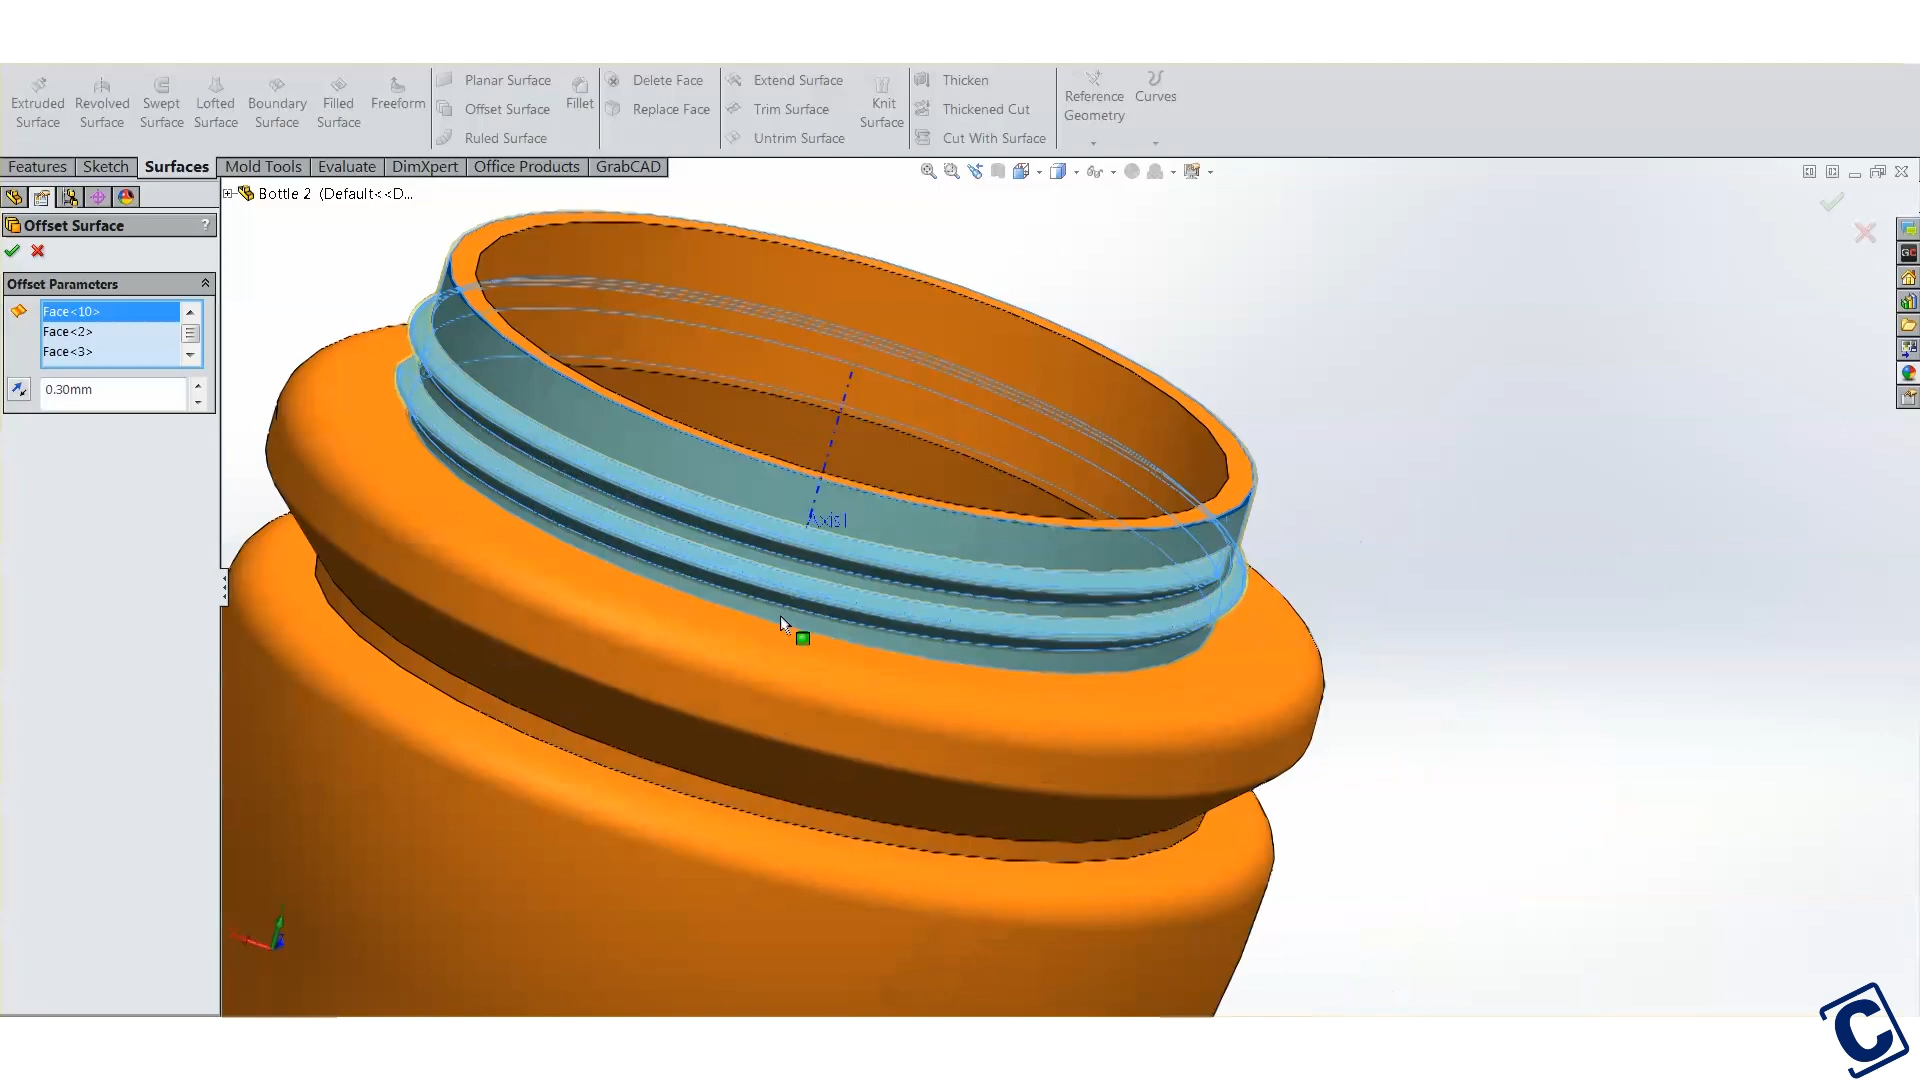 Extruded Surface
Revolved Surface
Swept Surface
Lofted Surface
Boundary Surface
Filled Surface
Freeform
Planar Surface
Offset Surface
Ruled Surface
Fillet
Delete Face
Replace Face
Extend Surface
Trim Surface
Untrim Surface
Knit Surface
Thicken
Thickened Cut
Cut With Surface
Reference Geometry
Curves
Features
Sketch
Surfaces
Mold Tools
Evaluate
DimXpert
Office Products
GrabCAD
Bottle 2 (Default<<D...
Offset Surface
?
Offset Parameters
Face<10>
Face<2>
Face<3>
0.30mm
Axis1
GC
C